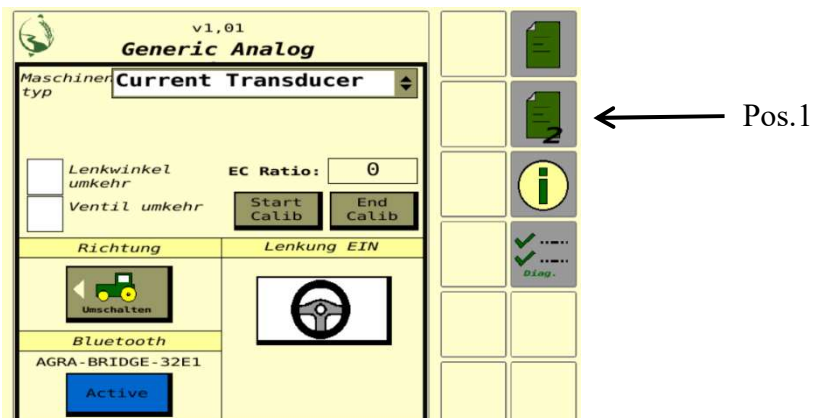 v1,01
Generic Analog
Maschinen
typ
Current Transducer
Lenkwinkel
umkehr
EC Ratio: 0
Ventil umkehr
Start
Calib
End
Calib
Richtung
Lenkung EIN
Umschalten
Bluetooth
AGRA-BRIDGE-32E1
Active
2
i
Diag.
Pos.1